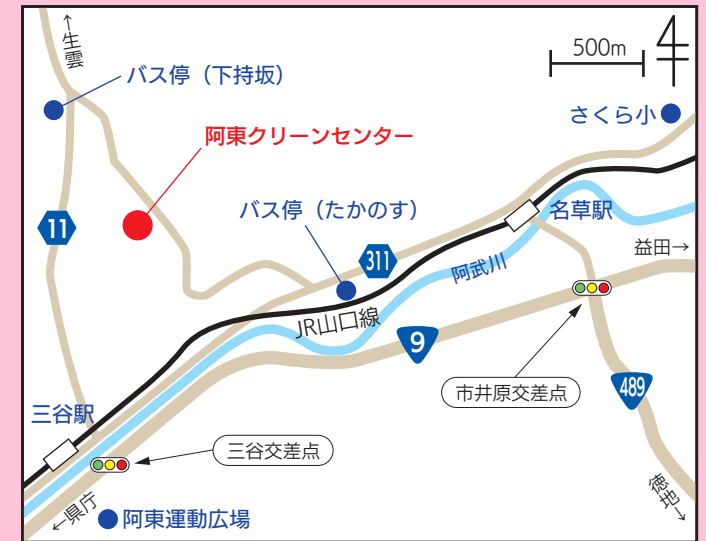 ←生雲
500m
バス停（下持坂）
さくら小
阿東クリーンセンター
バス停（たかのす）
名草駅
11
311
益田→
阿武川
JR山口線
9
489
市井原交差点
三谷駅
三谷交差点
徳地→
←県庁
阿東運動広場